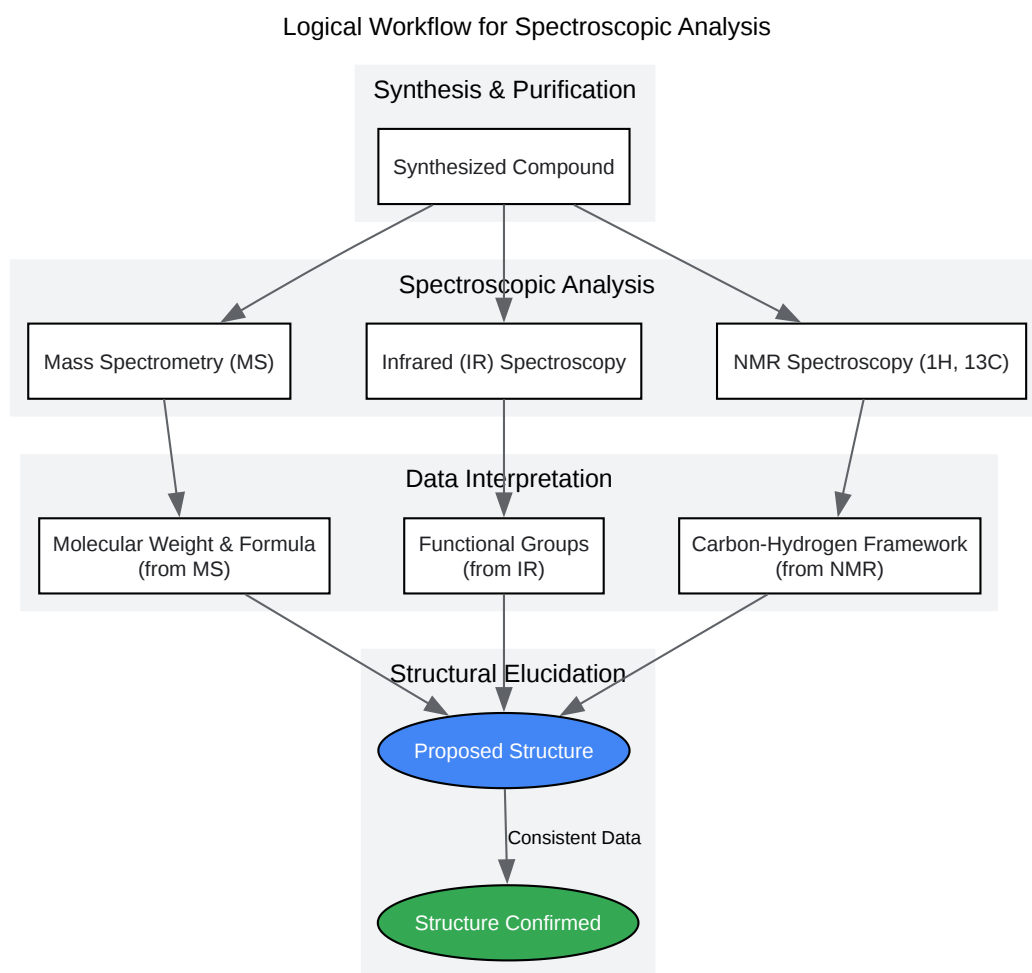 Logical Workflow for Spectroscopic Analysis
Synthesis & Purification
Synthesized Compound
Spectroscopic Analysis
Mass Spectrometry (MS)
Infrared (IR) Spectroscopy
NMR Spectroscopy (1H, 13C)
Data Interpretation
Molecular Weight & Formula
(from MS)
Functional Groups
(from IR)
Carbon-Hydrogen Framework
(from NMR)
Structural Elucidation
Proposed Structure
Consistent Data
Structure Confirmed